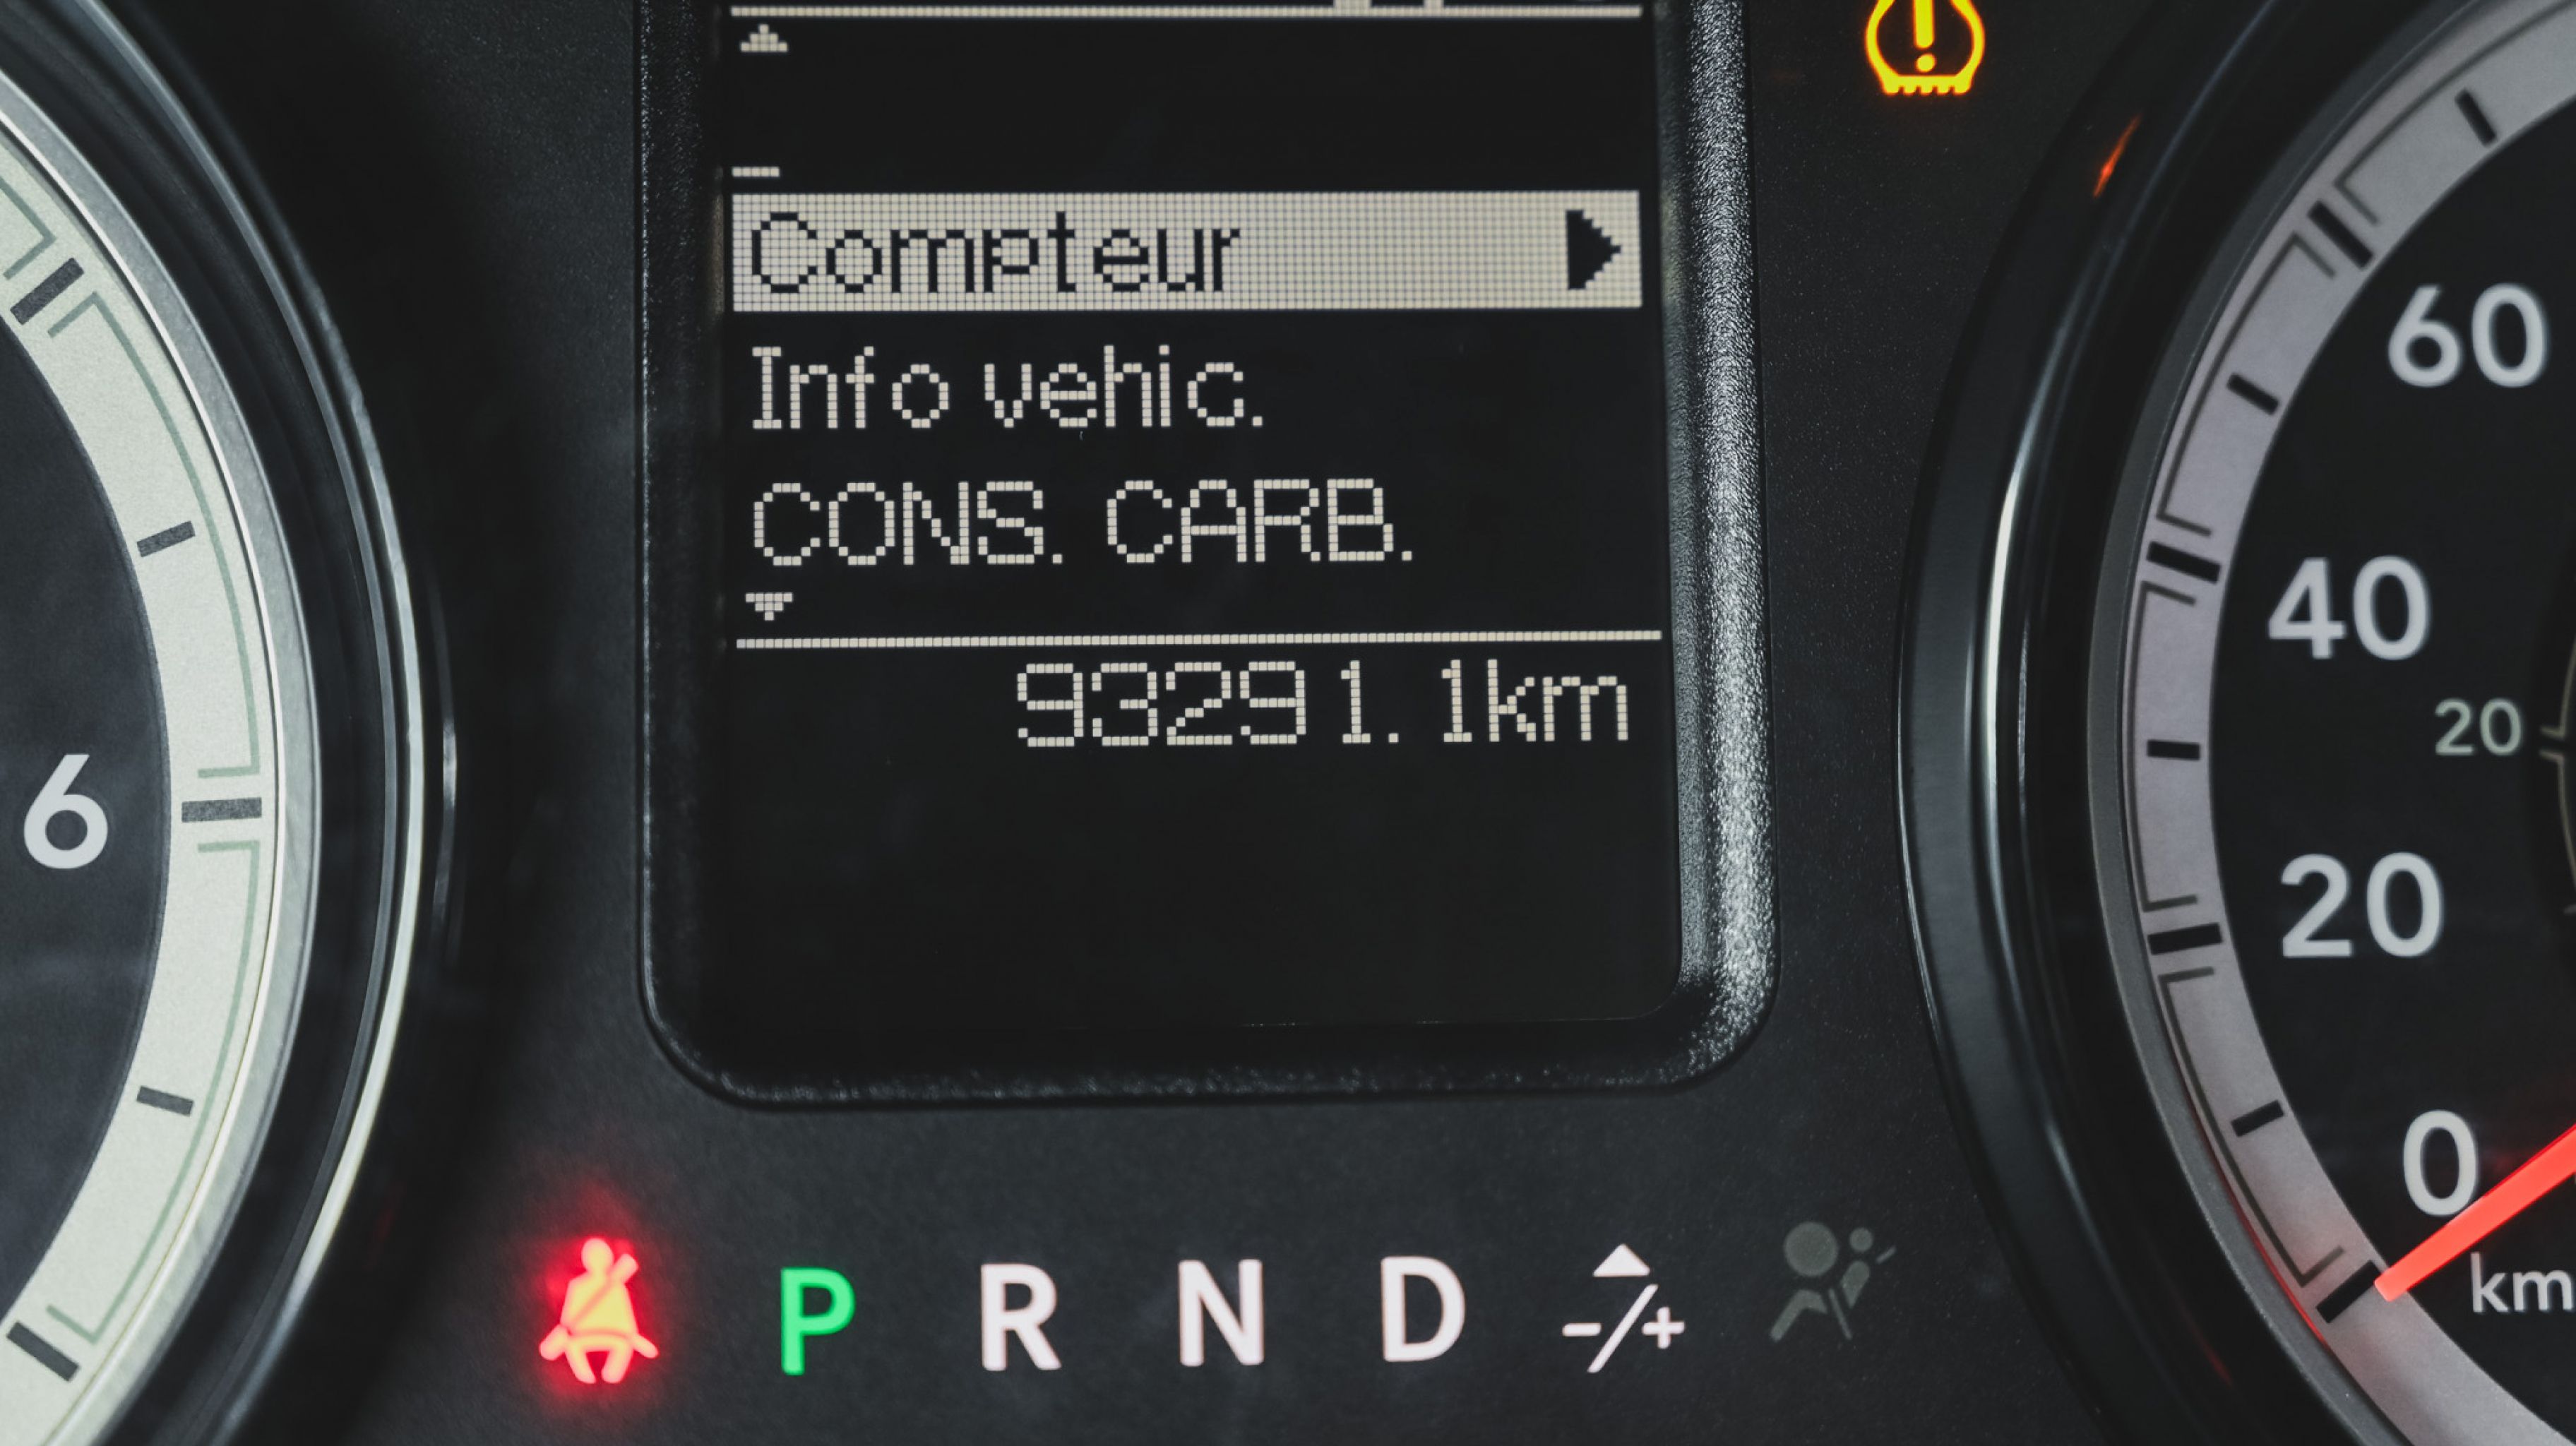 Compteur
Info vehic.
CONS. CARB.
93291.1km
6
60
40
20
20
0
km
P R N D -/+